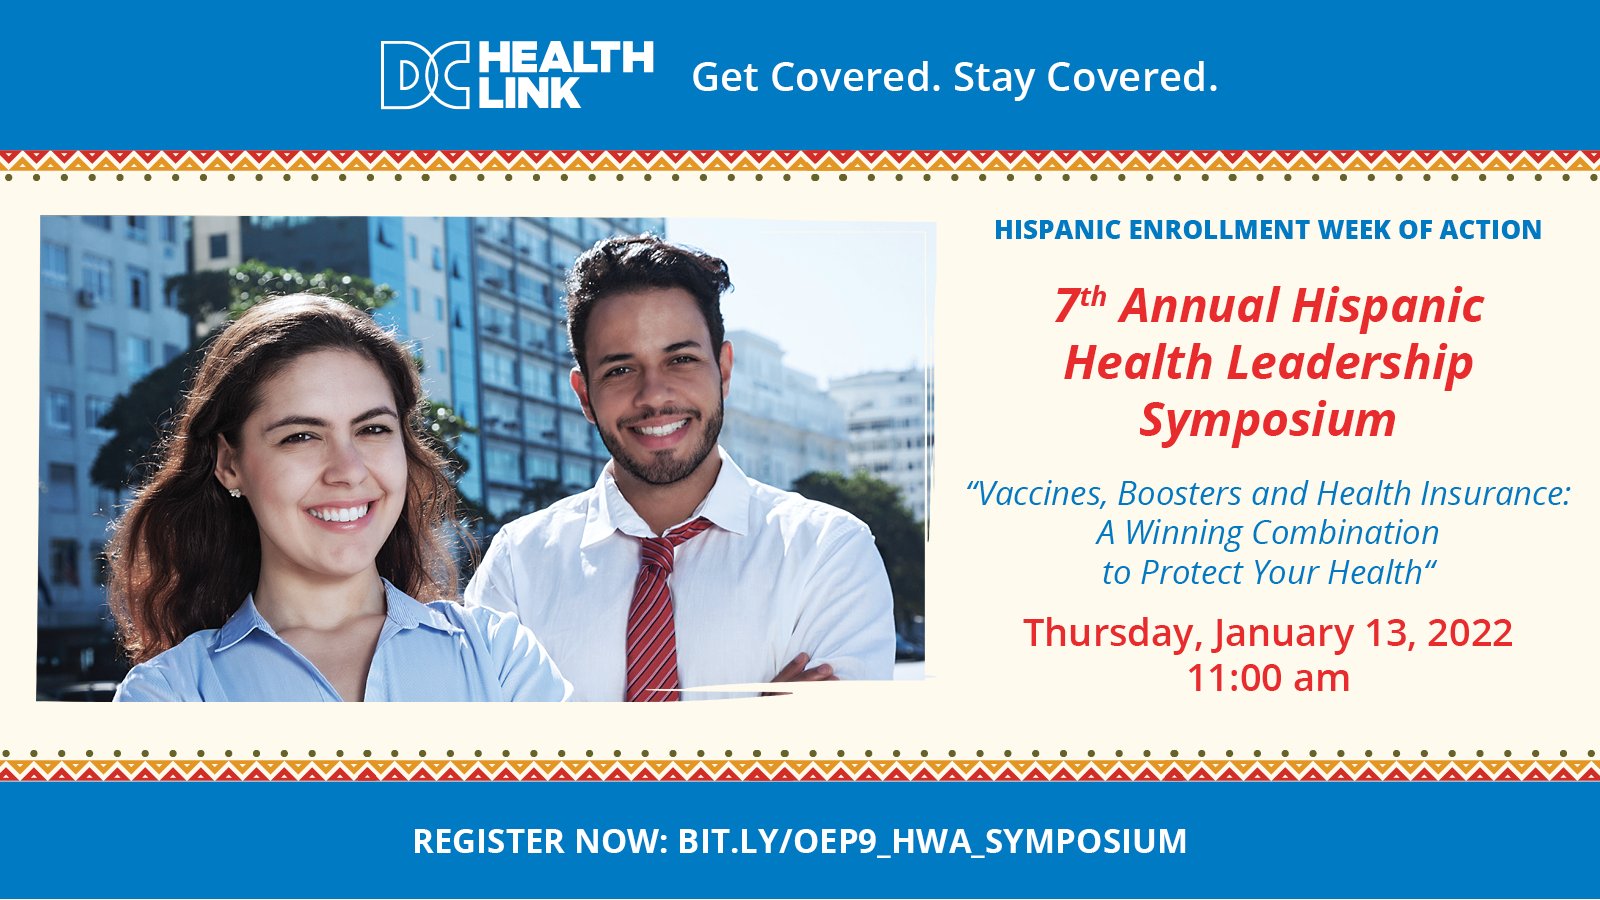 DC HEALTH LINK
Get Covered. Stay Covered.
HISPANIC ENROLLMENT WEEK OF ACTION
7th Annual Hispanic
Health Leadership
Symposium
“Vaccines, Boosters and Health Insurance:
A Winning Combination
to Protect Your Health“
Thursday, January 13, 2022
11:00 am
REGISTER NOW: BIT.LY/OEP9_HWA_SYMPOSIUM